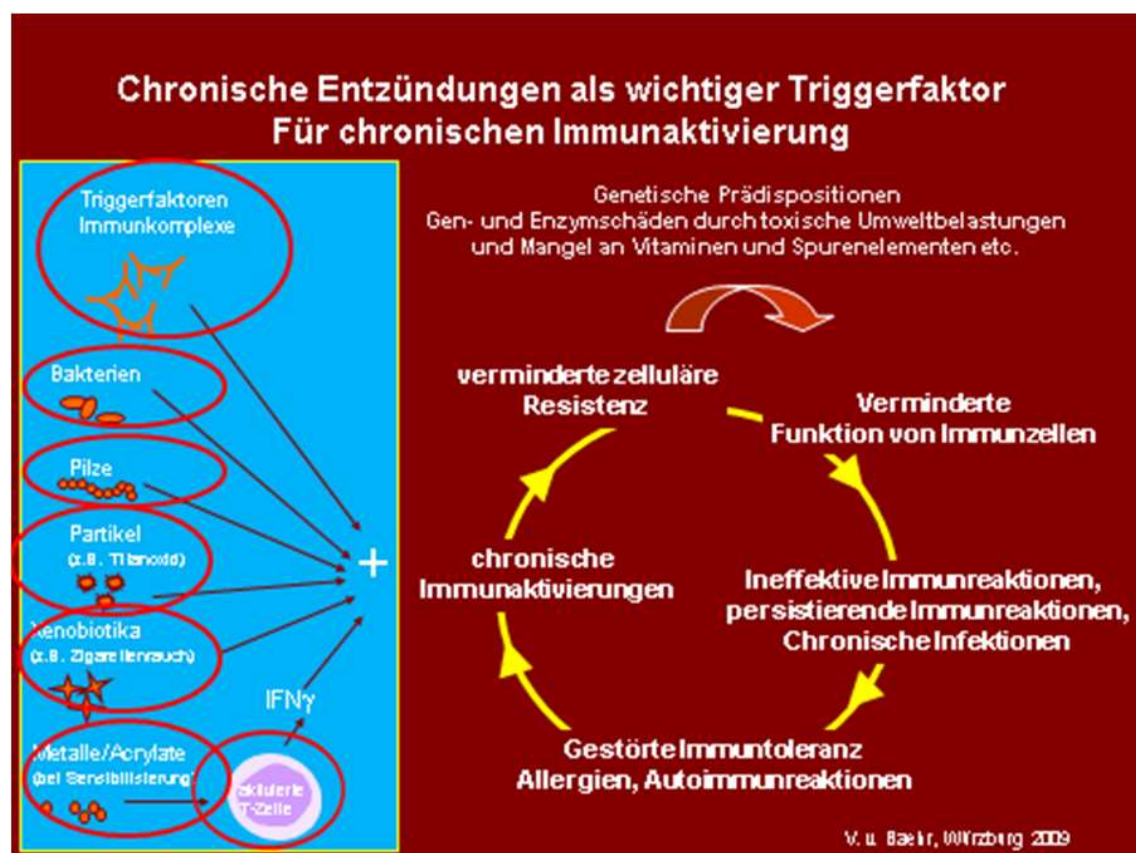 Chronische Entzündungen als wichtiger Triggerfaktor
Für chronischen Immunaktivierung
Triggerfaktoren
Immunkomplexe
Bakterien
Pilze
Partikel
(z.B. Titanoxid)
Xenobiotika
(z.B. Zigarettenrauch)
Metalle/Acrylate
(bei Sensibilisierung)
IFNγ
aktivierte
T-Zelle
+
Genetische Prädispositionen
Gen- und Enzymschäden durch toxische Umweltbelastungen
und Mangel an Vitaminen und Spurenelementen etc.
verminderte zelluläre
Resistenz
Verminderte
Funktion von Immunzellen
Ineffektive Immunreaktionen,
persistierende Immunreaktionen,
Chronische Infektionen
Gestörte Immuntoleranz
Allergien, Autoimmunreaktionen
chronische
Immunaktivierungen
V. u. Baehr, Würzburg 2009